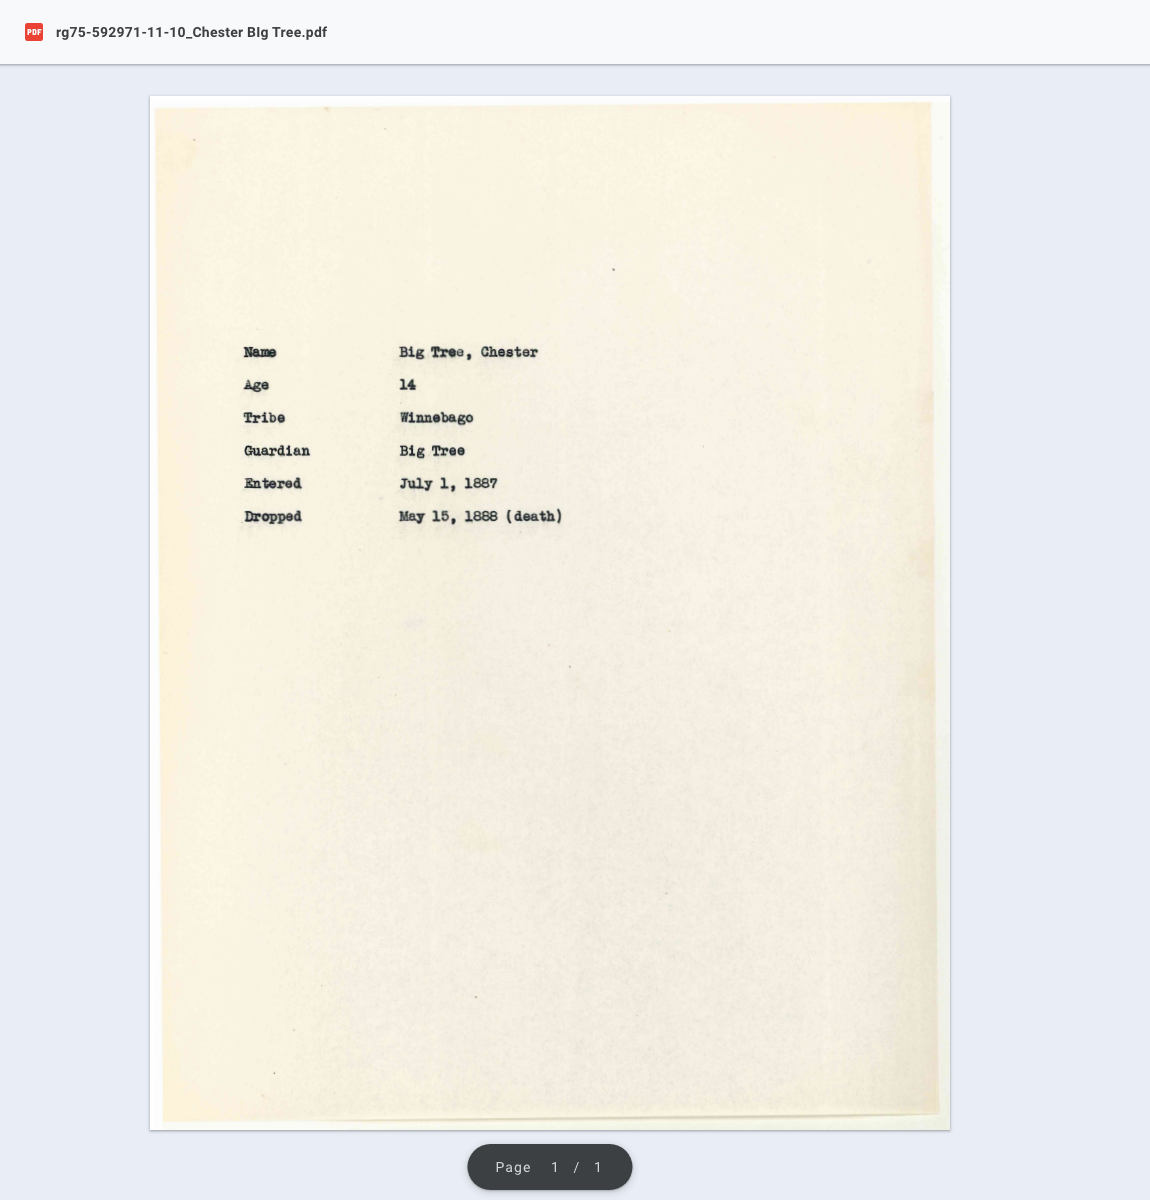 PDF
rg75-592971-11-10_Chester BIg Tree.pdf
Name Big Tree, Chester
Age 14
Tribe Winnebago
Guardian Big Tree
Entered July 1, 1887
Dropped May 15, 1888 (death)
Page 1 / 1